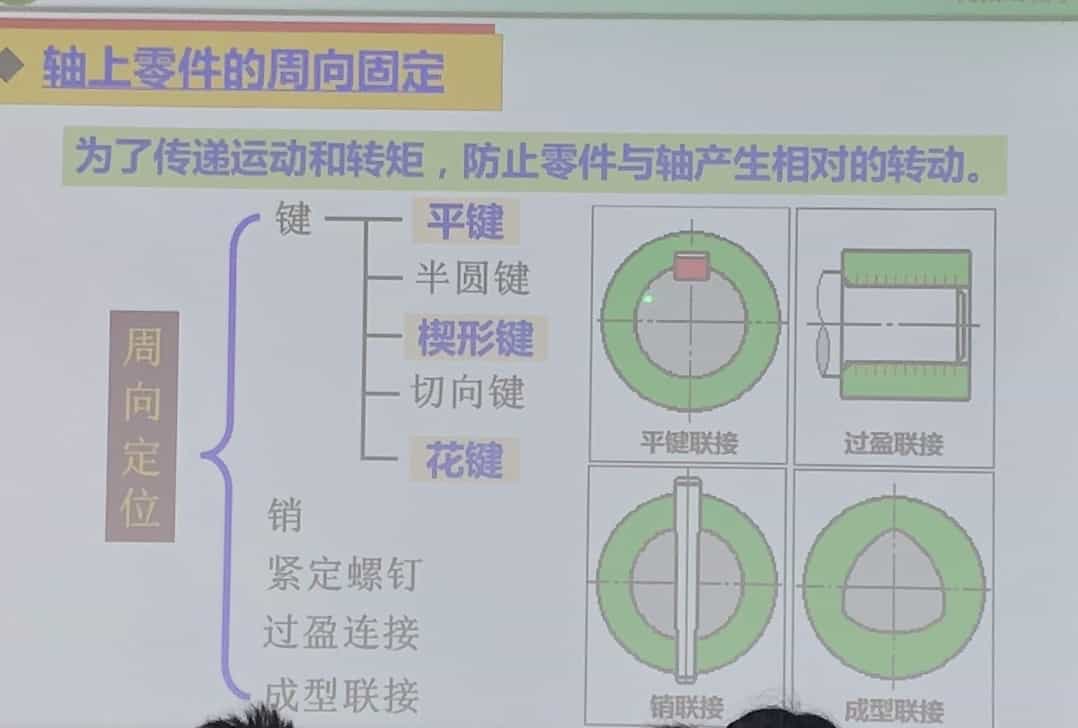 轴上零件的周向固定
为了传递运动和转矩，防止零件与轴产生相对的转动。
周向定位
键
平键
半圆键
楔形键
切向键
花键
销
紧定螺钉
过盈连接
成型联接
平键联接
过盈联接
销联接
成型联接